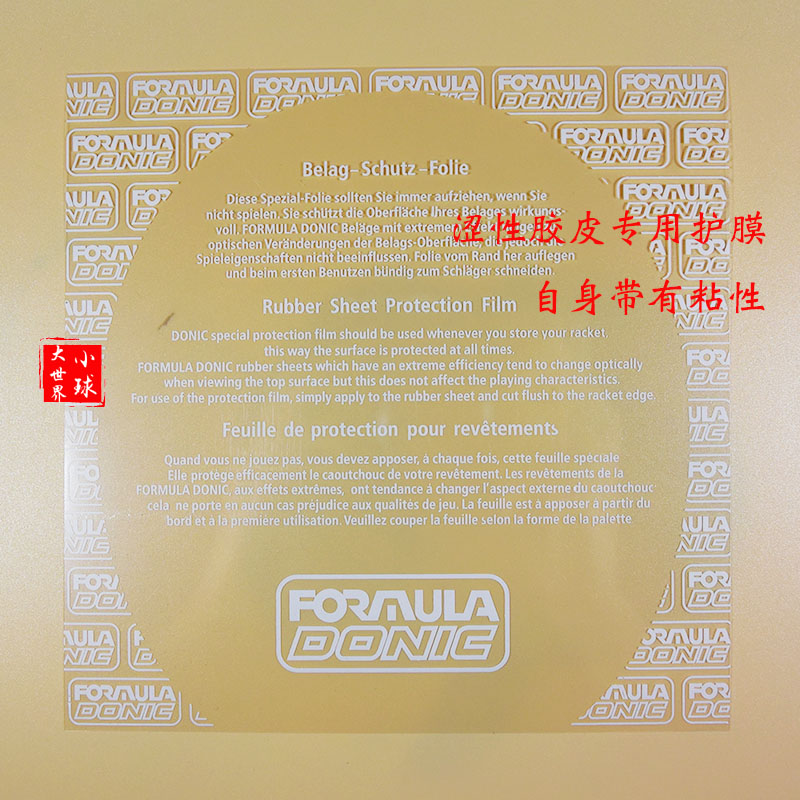 FORMULA DONIC
Belag-Schutz-Folie
Diese Spezial-Folie sollten Sie immer aufziehen, wenn Sie
nicht spielen. Sie schützt die Oberfläche Ihres Belages wirkungs-
voll. FORMULA DONIC Beläge mit extremer
optischen Veränderungen der Belags-Oberfläche, die
Spieleigenschaften nicht beeinflussen. Folie vom Rand her auflegen
und beim ersten Benutzen bündig zum Schläger schneiden.
涩性胶皮专用护膜
自身带有粘性
Rubber Sheet Protection Film
DONIC special protection film should be used whenever you store your racket,
this way the surface is protected at all times.
FORMULA DONIC rubber sheets which have an extreme efficiency tend to change optically
when viewing the top surface but this does not affect the playing characteristics.
For use of the protection film, simply apply to the rubber sheet and cut flush to the racket edge.
小球
大世界
Feuille de protection pour revêtements
Quand vous ne jouez pas, vous devez apposer, à chaque fois, cette feuille spéciale
Elle protège efficacement le caoutchouc de votre revêtement. Les revêtements de la
FORMULA DONIC, aux effets extrêmes, ont tendance à changer l'aspect externe du caoutchouc
cela ne porte en aucun cas préjudice aux qualités de jeu. La feuille est à apposer à partir du
bord et à la première utilisation. Veuillez couper la feuille selon la forme de la palette
FORMULA
DONIC